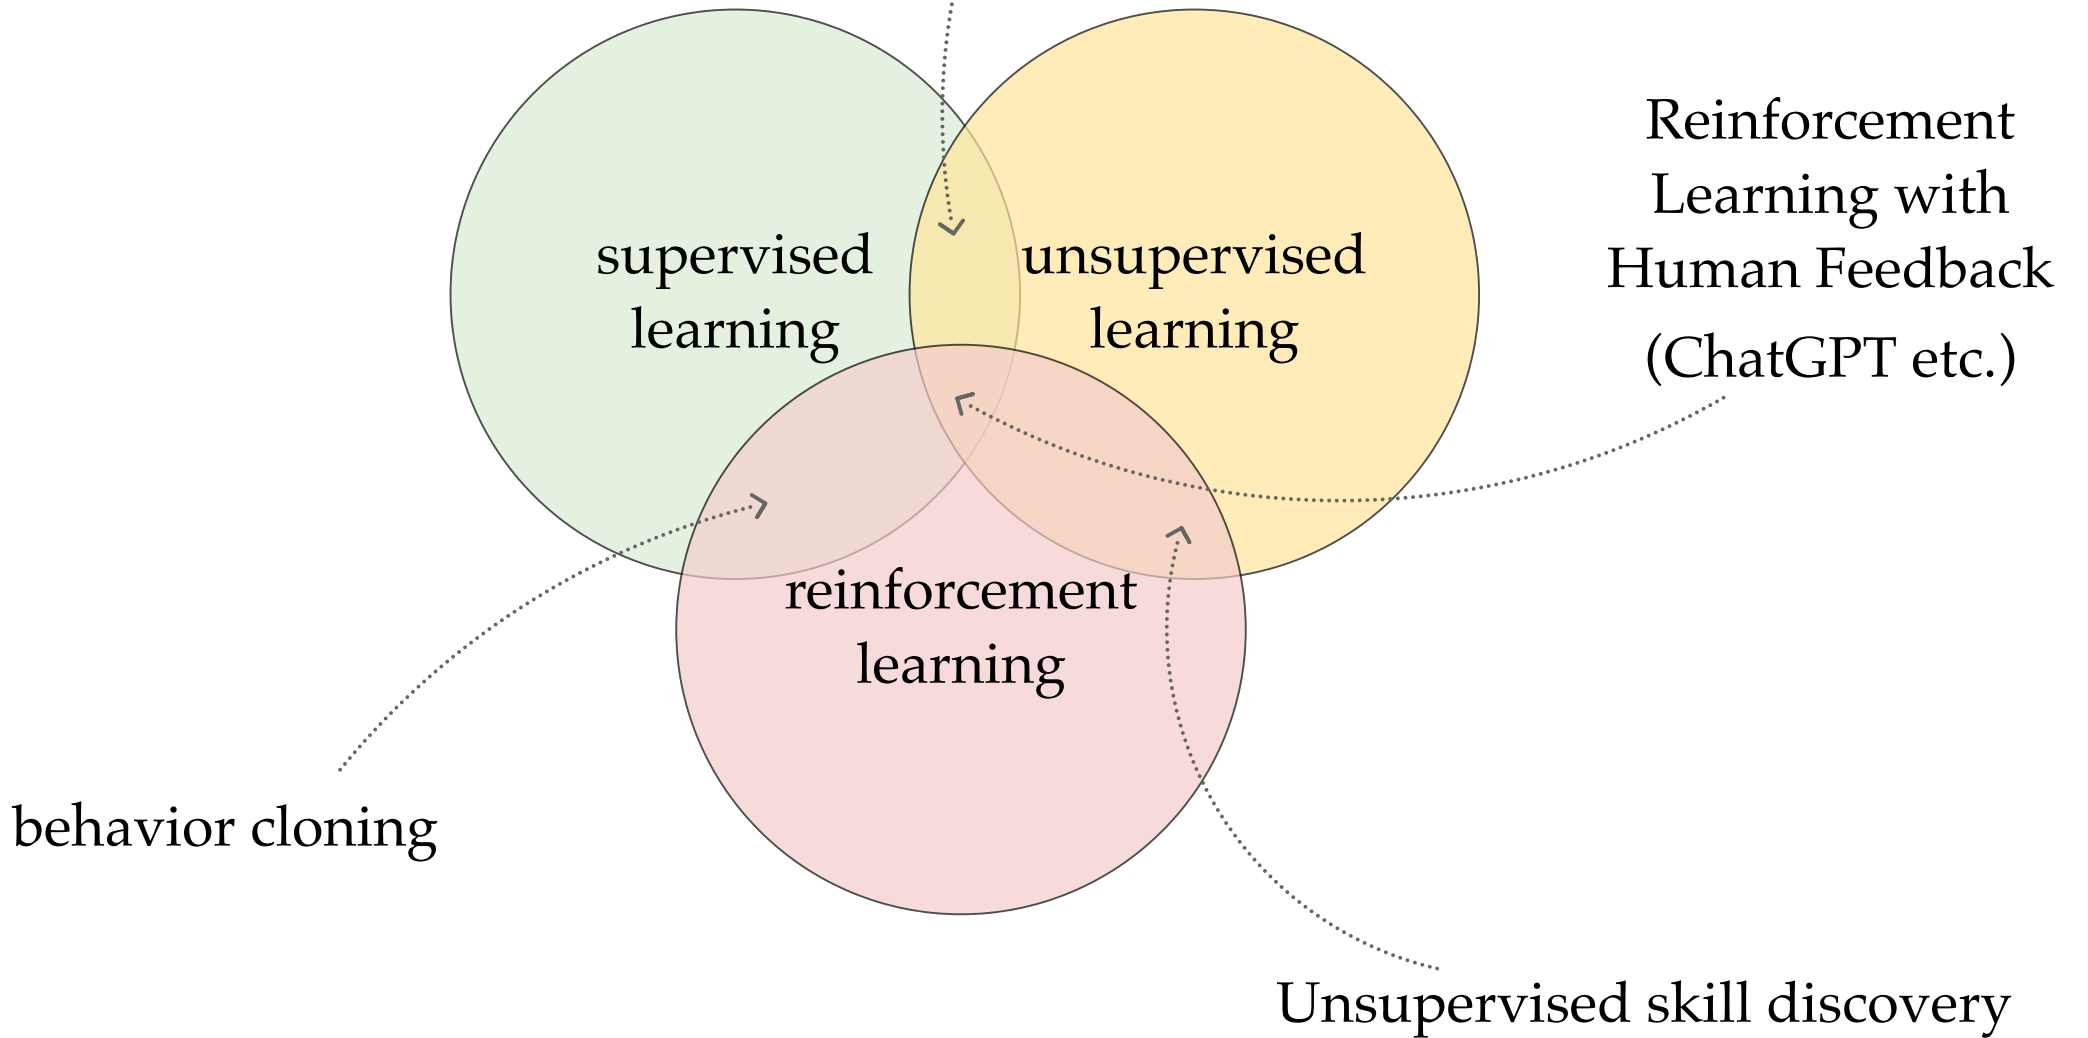 Reinforcement
Learning with
Human Feedback
(ChatGPT etc.)
supervised
learning
unsupervised
learning
reinforcement
learning
behavior cloning
Unsupervised skill discovery